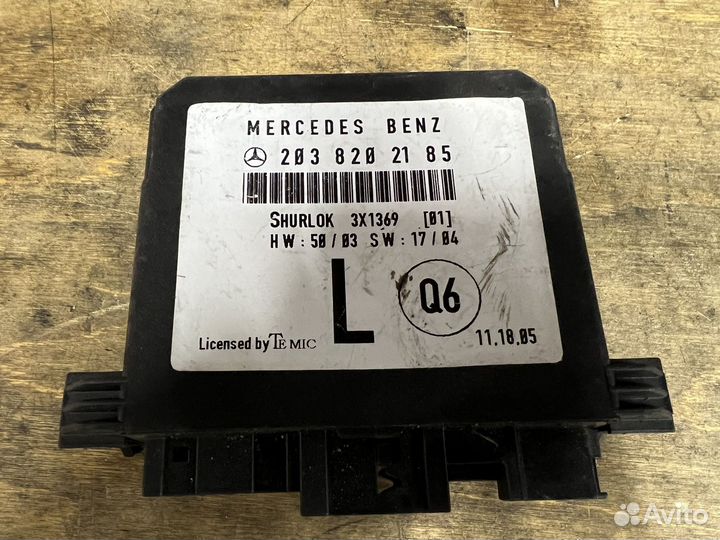 MERCEDES BENZ
203 820 21 85
SHURLOK 3X1369 [01]
HW:50/03 SW:17/04
L
Q6
Licensed by TEMIC
11.18.05
Avito